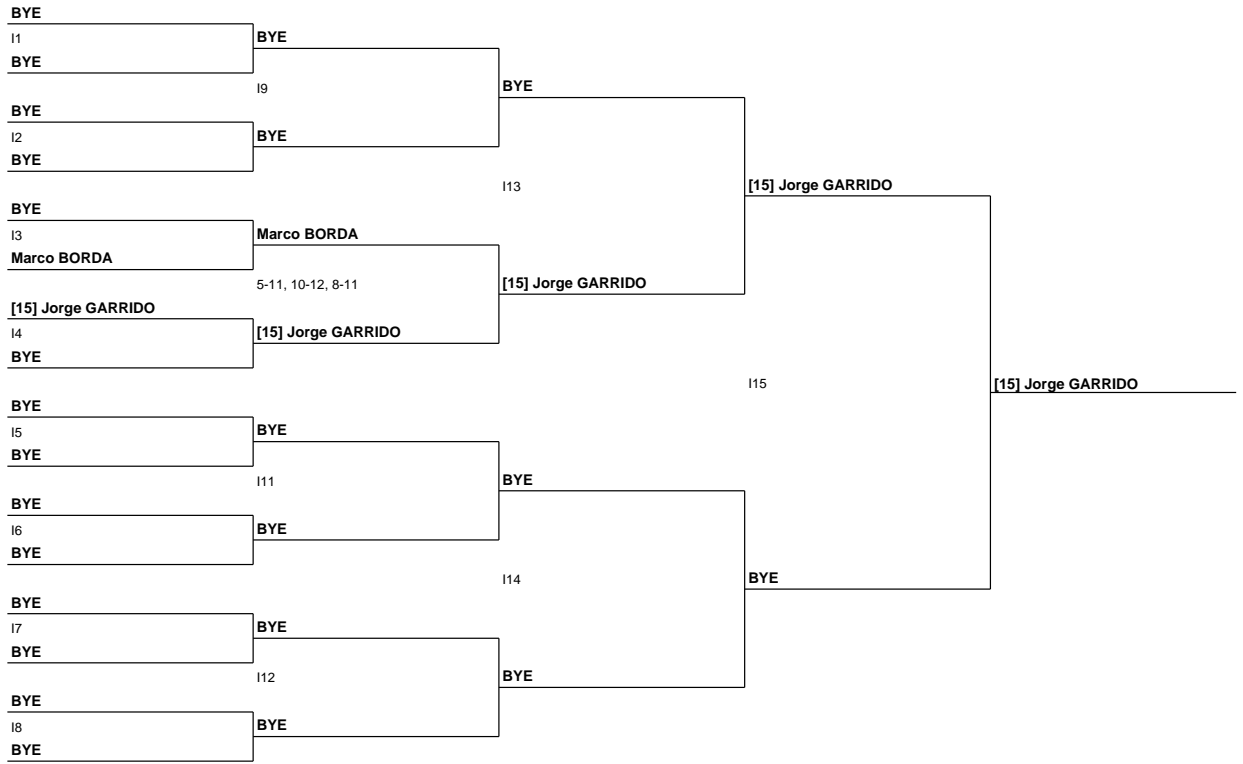 BYE
I1
BYE
BYE
I9
BYE
BYE
I2
BYE
BYE
I13
[15] Jorge GARRIDO
BYE
I3
Marco BORDA
Marco BORDA
5-11, 10-12, 8-11
[15] Jorge GARRIDO
[15] Jorge GARRIDO
I4
[15] Jorge GARRIDO
BYE
I15
[15] Jorge GARRIDO
BYE
I5
BYE
BYE
I11
BYE
BYE
I6
BYE
BYE
I14
BYE
BYE
I7
BYE
BYE
I12
BYE
BYE
I8
BYE
BYE